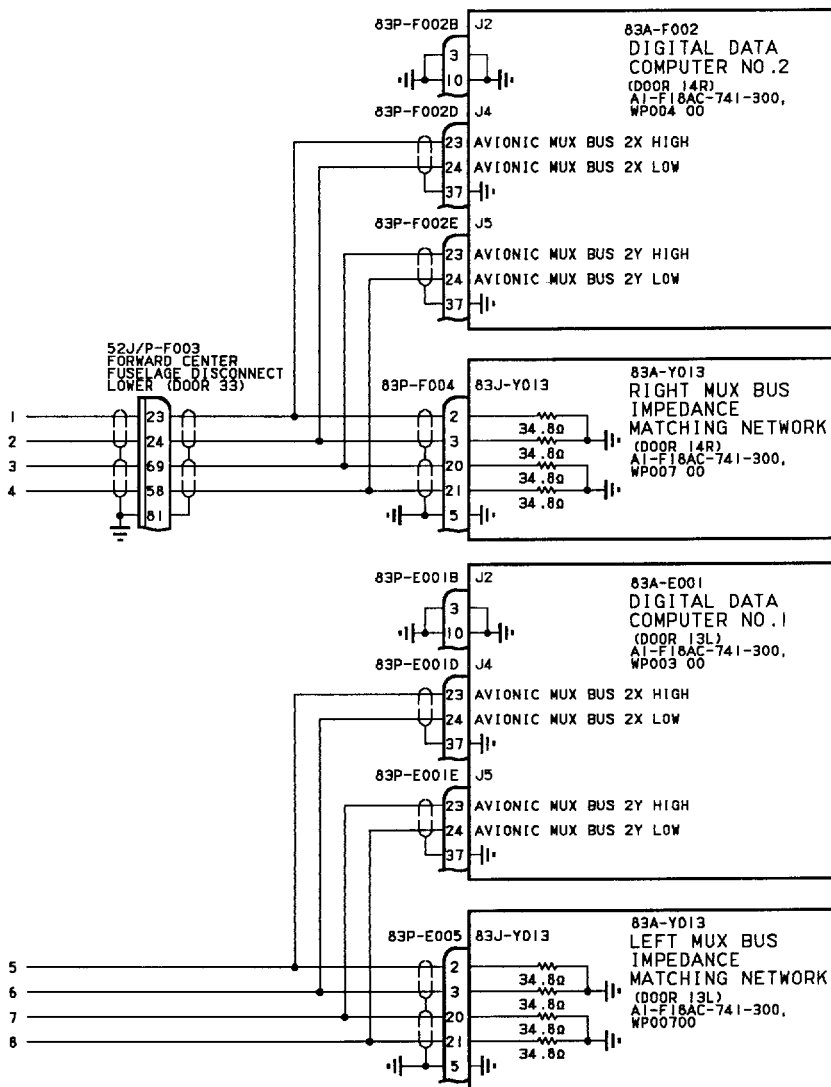 83P-F002B J2
3
10
83A-F002
DIGITAL DATA
COMPUTER NO.2
(DOOR 14R)
A1-F18AC-741-300,
WP004 00
83P-F002D J4
23 AVIONIC MUX BUS 2X HIGH
24 AVIONIC MUX BUS 2X LOW
37
83P-F002E J5
23 AVIONIC MUX BUS 2Y HIGH
24 AVIONIC MUX BUS 2Y LOW
37
52J/P-F003
FORWARD CENTER
FUSELAGE DISCONNECT
LOWER (DOOR 33)
1 23
2 24
3 69
4 58
81
83P-F004 83J-Y013
2 34.8Ω
3 34.8Ω
20 34.8Ω
21 34.8Ω
5
83A-Y013
RIGHT MUX BUS
IMPEDANCE
MATCHING NETWORK
(DOOR 14R)
A1-F18AC-741-300,
WP007 00
83P-E001B J2
3
10
83A-E001
DIGITAL DATA
COMPUTER NO.1
(DOOR 13L)
A1-F18AC-741-300,
WP003 00
83P-E001D J4
23 AVIONIC MUX BUS 2X HIGH
24 AVIONIC MUX BUS 2X LOW
37
83P-E001E J5
23 AVIONIC MUX BUS 2Y HIGH
24 AVIONIC MUX BUS 2Y LOW
37
83P-E005 83J-Y013
5 2 34.8Ω
6 3 34.8Ω
7 20 34.8Ω
8 21 34.8Ω
5
83A-Y013
LEFT MUX BUS
IMPEDANCE
MATCHING NETWORK
(DOOR 13L)
A1-F18AC-741-300,
WP00700